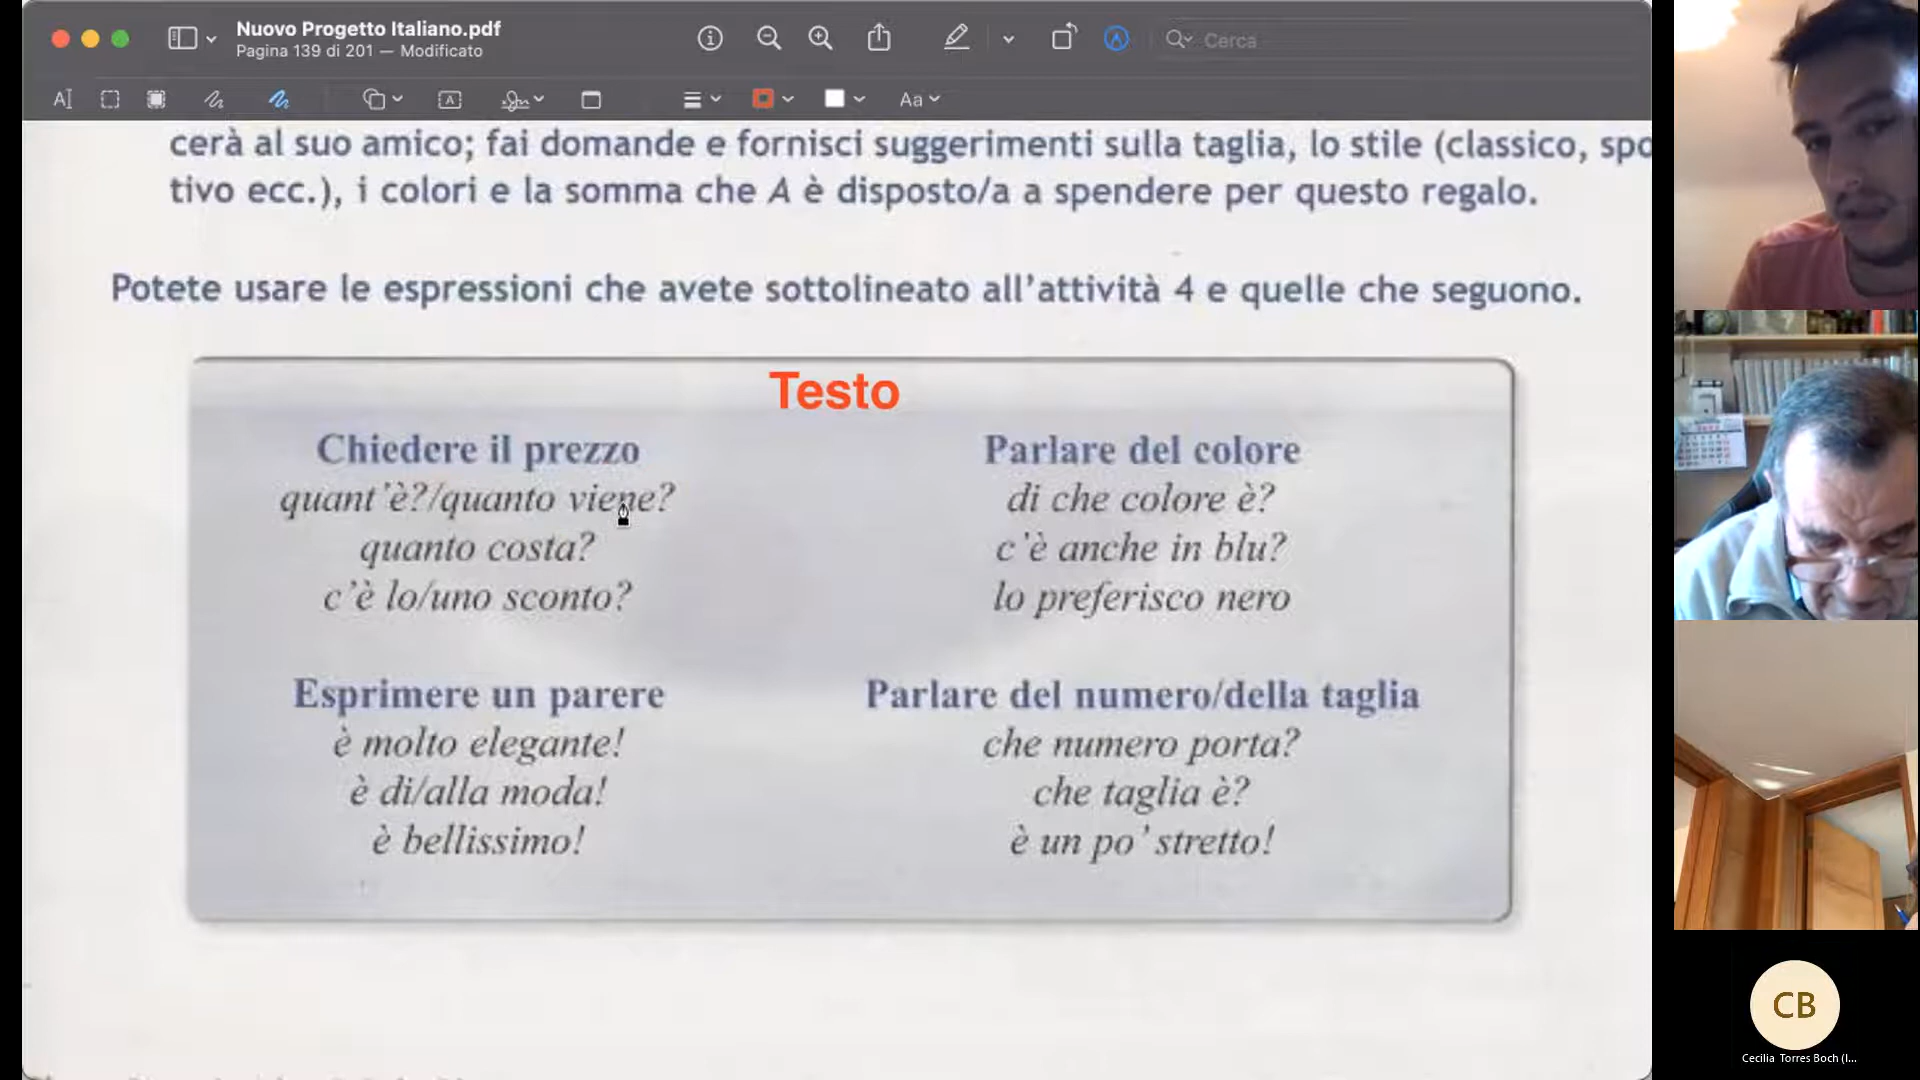 Nuovo Progetto Italiano.pdf
Pagina 139 di 201 — Modificato
Cerca
A
Aa
cerà al suo amico; fai domande e fornisci suggerimenti sulla taglia, lo stile (classico, spo
tivo ecc.), i colori e la somma che A è disposto/a a spendere per questo regalo.
Potete usare le espressioni che avete sottolineato all'attività 4 e quelle che seguono.
Testo
Chiedere il prezzo
quant'è?/quanto viene?
quanto costa?
c'è lo/uno sconto?
Parlare del colore
di che colore è?
c'è anche in blu?
lo preferisco nero
Esprimere un parere
è molto elegante!
è di/alla moda!
è bellissimo!
Parlare del numero/della taglia
che numero porta?
che taglia è?
è un po' stretto!
CB
Cecilia Torres Boch (I...